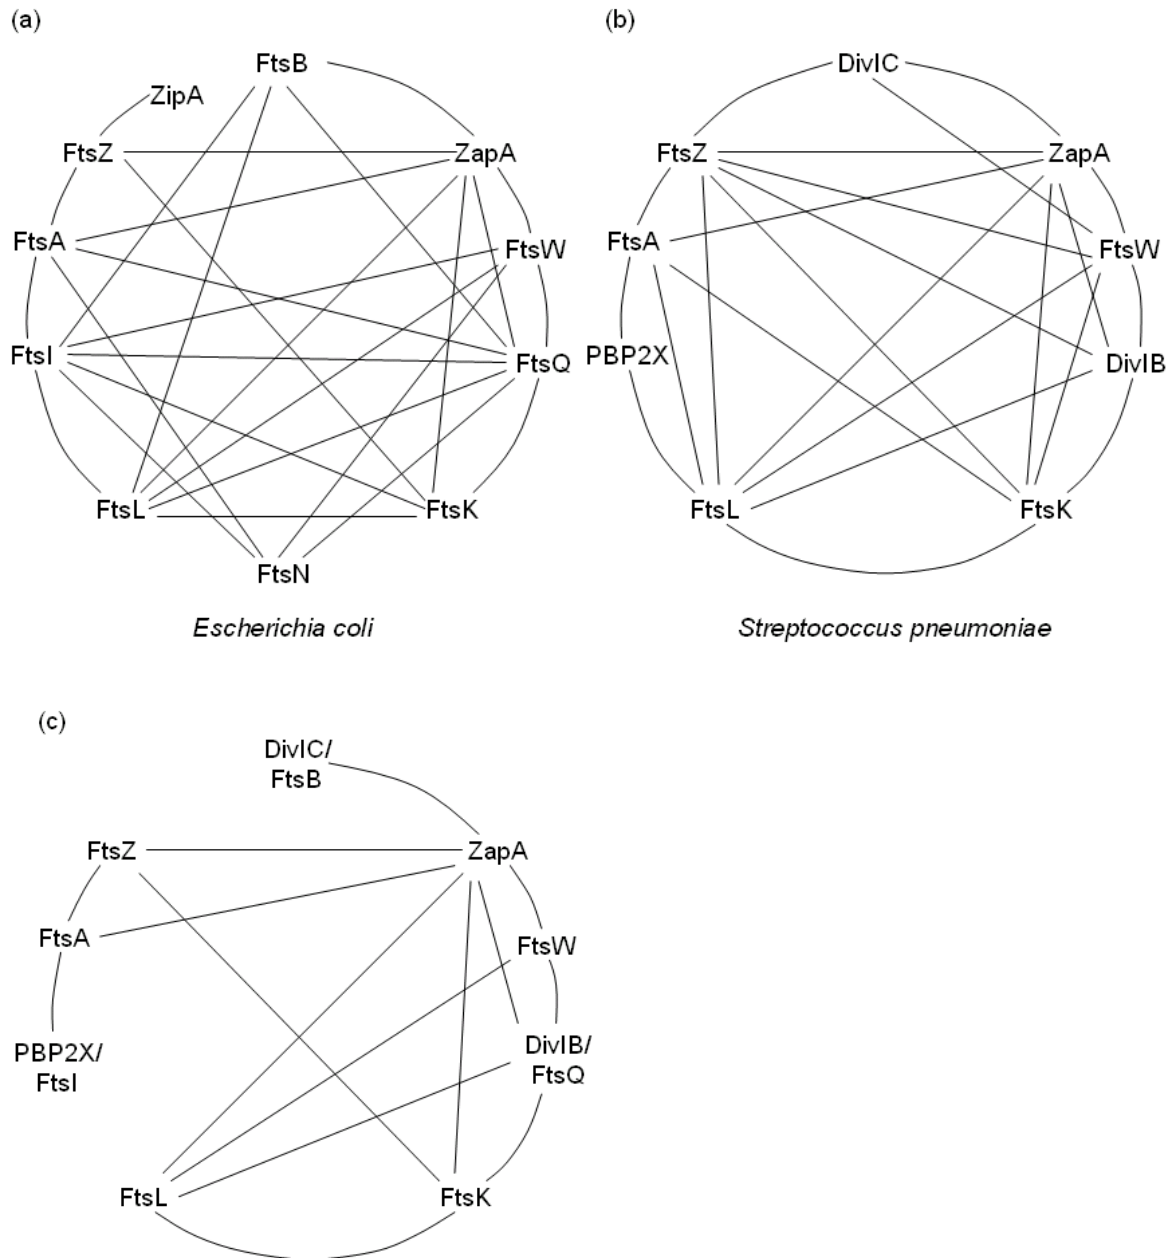 (a)
FtsB
ZipA
FtsZ
ZapA
FtsA
FtsW
FtsI
FtsQ
FtsL
FtsK
FtsN
Escherichia coli
(b)
DivIC
FtsZ
ZapA
FtsA
FtsW
PBP2X
DivIB
FtsL
FtsK
Streptococcus pneumoniae
(c)
DivIC/
FtsB
FtsZ
ZapA
FtsA
FtsW
PBP2X/
FtsI
DivIB/
FtsQ
FtsL
FtsK